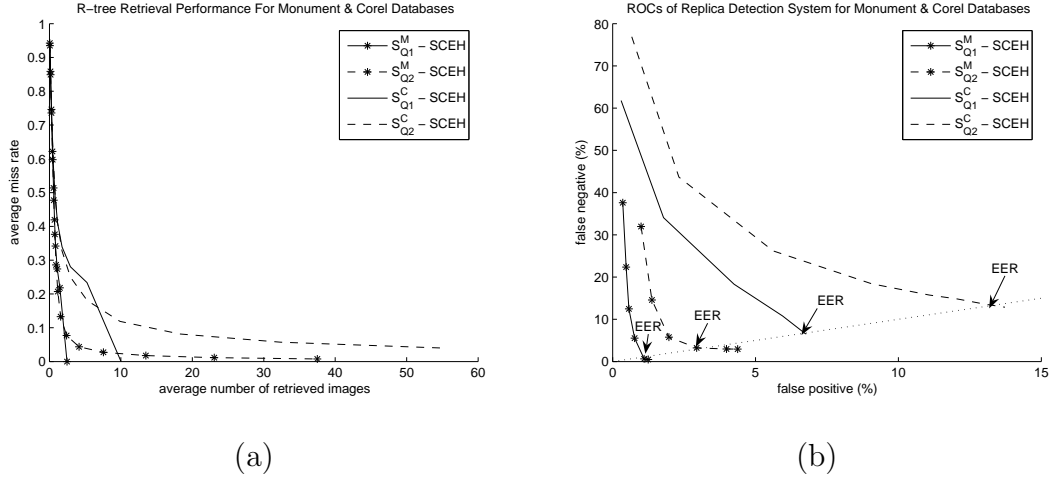 R−tree Retrieval Performance For Monument & Corel Databases
1
0.9
0.8
0.7
0.6
0.5
0.4
0.3
0.2
0.1
0
average miss rate
0 10 20 30 40 50 60
average number of retrieved images
S^M_Q1 − SCEH
S^M_Q2 − SCEH
S^C_Q1 − SCEH
S^C_Q2 − SCEH
(a)
ROCs of Replica Detection System for Monument & Corel Databases
80
70
60
50
40
30
20
10
0
false negative (%)
0 5 10 15
false positive (%)
S^M_Q1 − SCEH
S^M_Q2 − SCEH
S^C_Q1 − SCEH
S^C_Q2 − SCEH
EER
EER
EER
EER
(b)